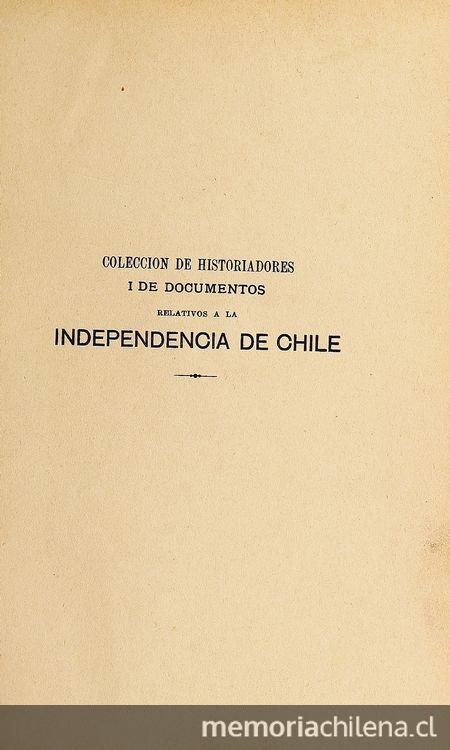 COLECCION DE HISTORIADORES
I DE DOCUMENTOS
RELATIVOS A LA
INDEPENDENCIA DE CHILE
memoriachilena.cl